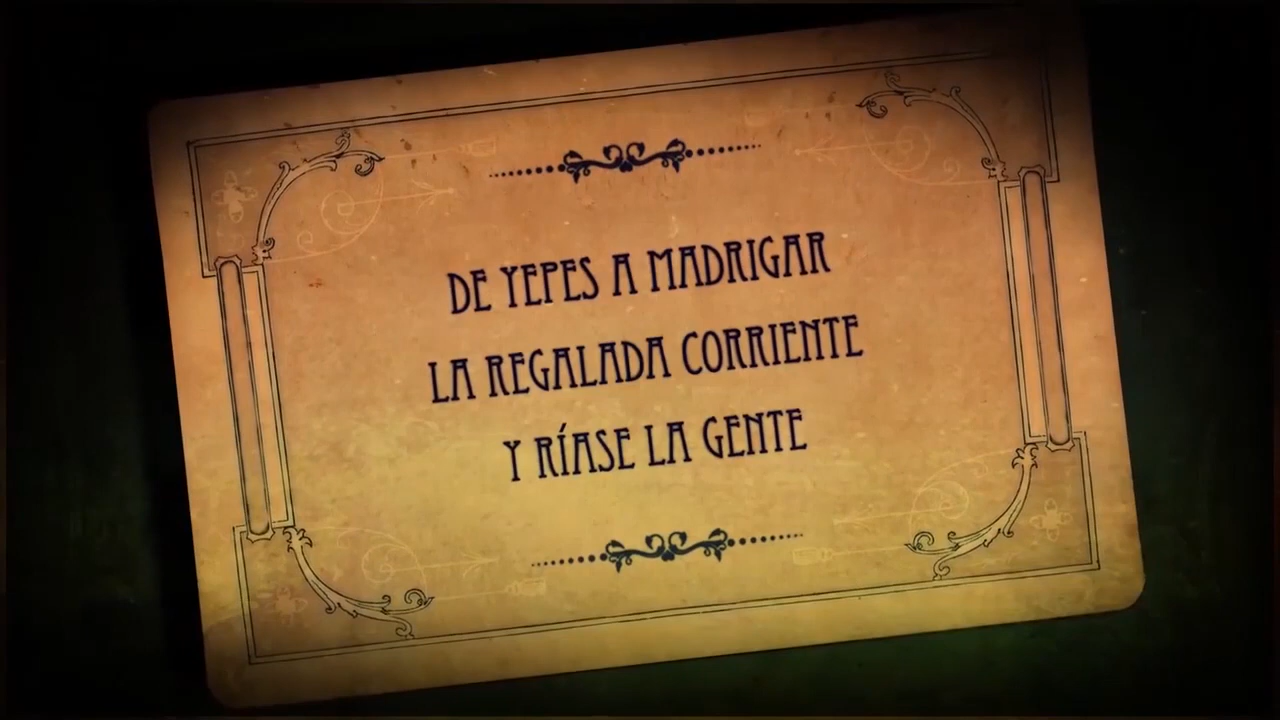 DE YEPES A MADRIGAR
LA REGALADA CORRIENTE
Y RÍASE LA GENTE